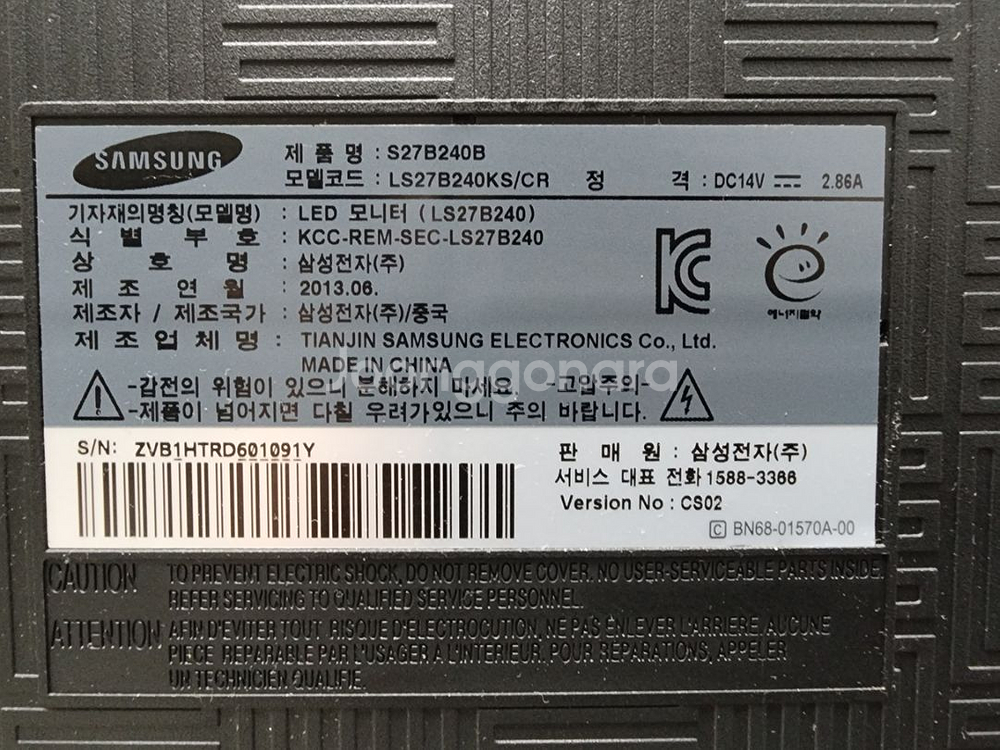 SAMSUNG
제 품 명 : S27B240B
모델코드 : LS27B240KS/CR 정 격 : DC14V 2.86A
기자재의명칭(모델명) : LED 모니터 (LS27B240)
식 별 부 호 : KCC-REM-SEC-LS27B240
상 호 명 : 삼성전자(주)
제 조 연 월 : 2013.06.
제조자 / 제조국가 : 삼성전자(주)/중국
제 조 업 체 명 : TIANJIN SAMSUNG ELECTRONICS Co., Ltd.
MADE IN CHINA
에너지절약
Joonggonara
-감전의 위험이 있으니 분해하지 마세요. -고압주의-
-제품이 넘어지면 다칠 우려가있으니 주의 바랍니다.
S/N: ZVB1HTRD601091Y
판 매 원 : 삼성전자(주)
서비스 대표 전화 1588-3366
Version No : CS02
C BN68-01570A-00
CAUTION TO PREVENT ELECTRIC SHOCK, DO NOT REMOVE COVER. NO USER-SERVICEABLE PARTS INSIDE.
REFER SERVICING TO QUALIFIED SERVICE PERSONNEL.
ATTENTION AFIN D'EVITER TOUT RISQUE D'ELECTROCUTION, NE PAS ENLEVER L'ARRIERE, AUCUNE
PIECE REPARABLE PAR L'USAGER A L'INTERIEUR. POUR REPARATIONS, APPELER
UN TECHNICIEN QUALIFIE.